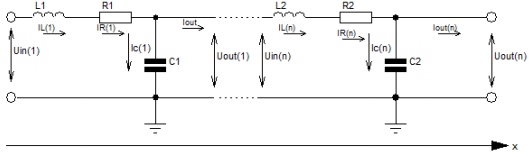 L1 R1 L2 R2
IL(1) IR(1) Iout IL(n) IR(n) Iout(n)
Uin(1) Ic(1) C1 Uout(1) Uin(n) Ic(n) C2 Uout(n)
x